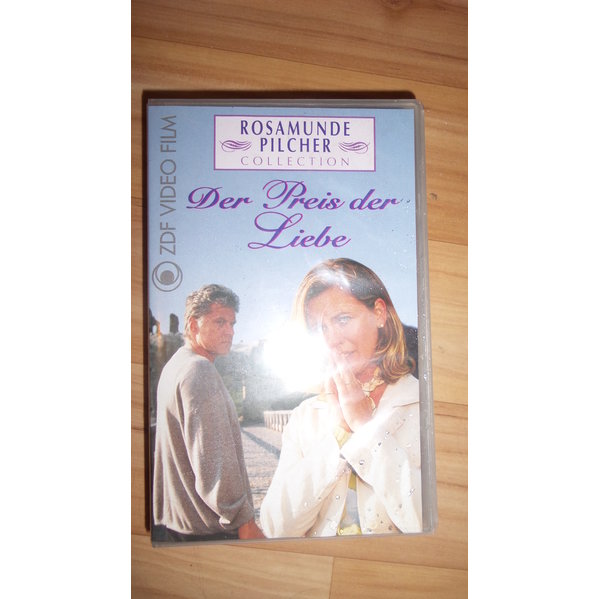 ROSAMUNDE
PILCHER
COLLECTION
Der Preis der
Liebe
ZDF VIDEO FILM